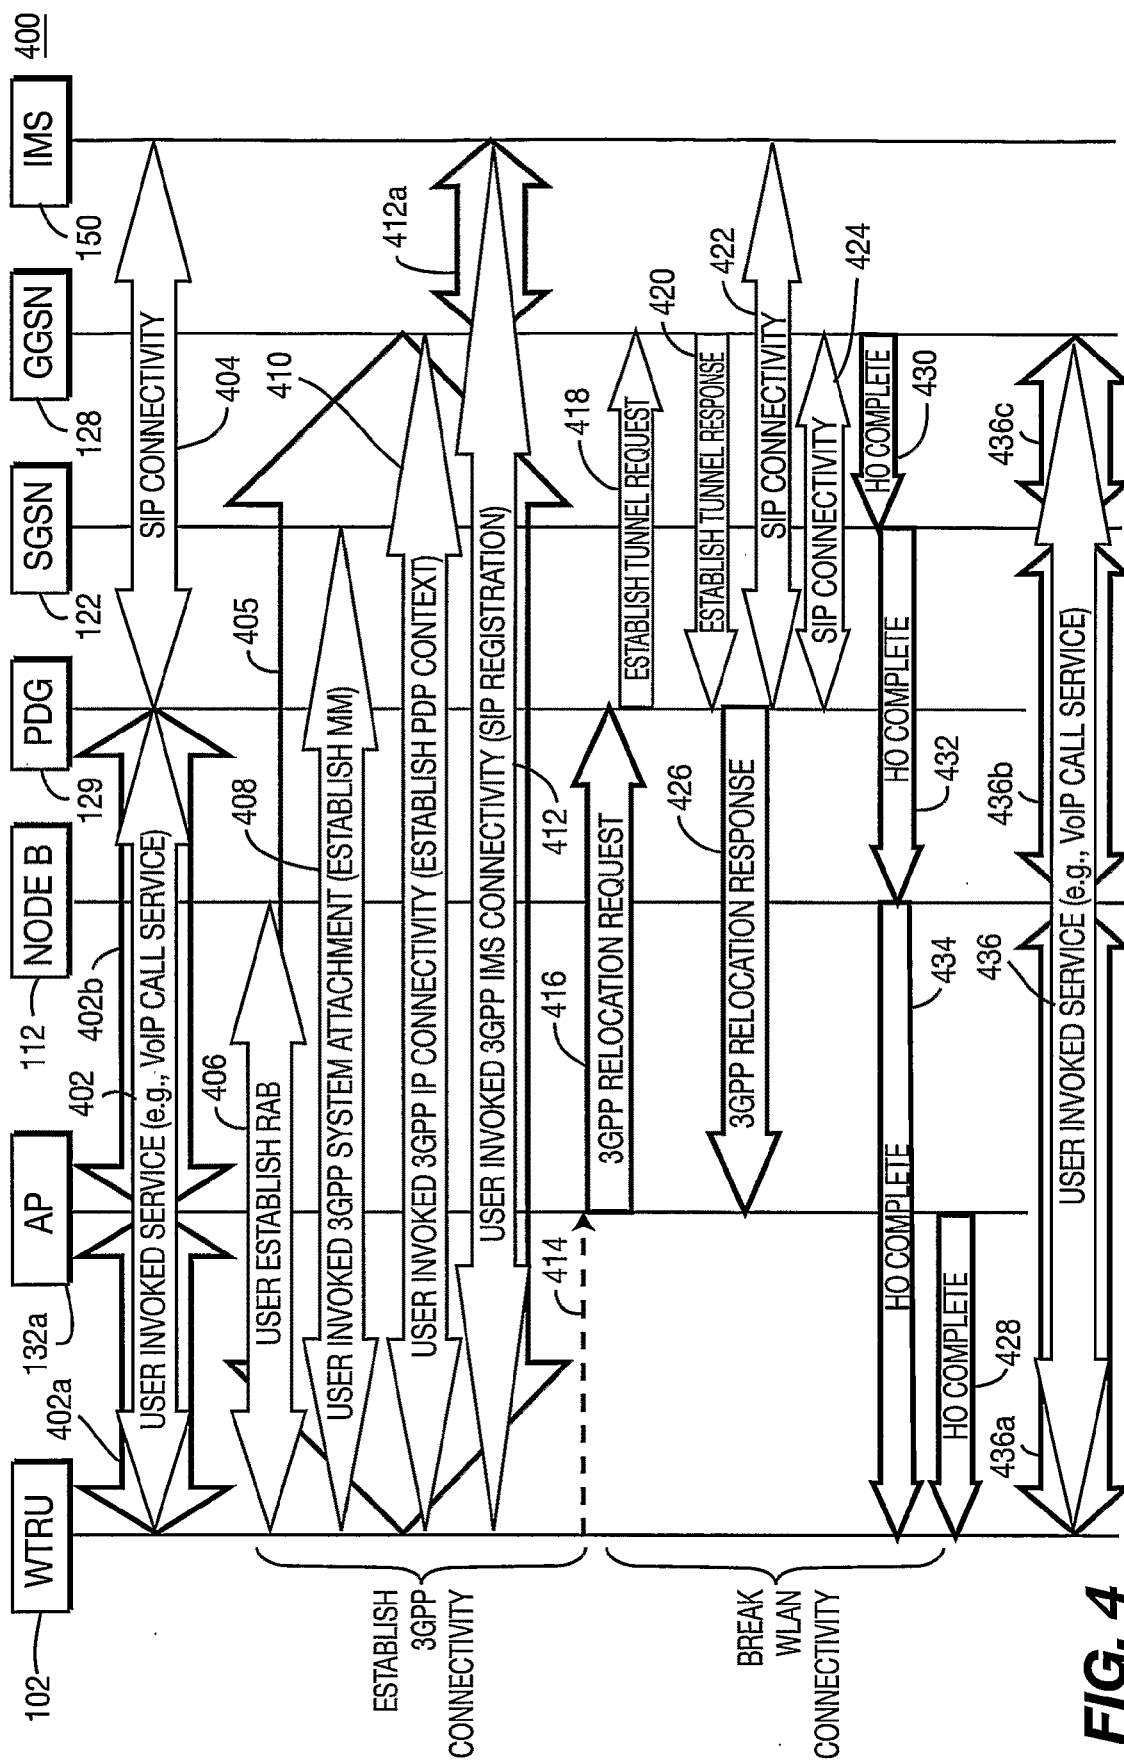 400
WTRU
AP
NODE B
PDG
SGSN
GGSN
IMS
102
132a
112
129
122
128
150
402a
402
402b
USER INVOKED SERVICE (e.g., VoIP CALL SERVICE)
SIP CONNECTIVITY
404
405
406
USER ESTABLISH RAB
408
USER INVOKED 3GPP SYSTEM ATTACHMENT (ESTABLISH MM)
410
USER INVOKED 3GPP IP CONNECTIVITY (ESTABLISH PDP CONTEXT)
412a
USER INVOKED 3GPP IMS CONNECTIVITY (SIP REGISTRATION)
412
ESTABLISH
3GPP
CONNECTIVITY
414
416
3GPP RELOCATION REQUEST
418
ESTABLISH TUNNEL REQUEST
420
ESTABLISH TUNNEL RESPONSE
422
SIP CONNECTIVITY
424
SIP CONNECTIVITY
426
3GPP RELOCATION RESPONSE
HO COMPLETE
430
HO COMPLETE
432
HO COMPLETE
434
HO COMPLETE
428
BREAK
WLAN
CONNECTIVITY
436a
436
436b
436c
USER INVOKED SERVICE (e.g., VoIP CALL SERVICE)
FIG. 4